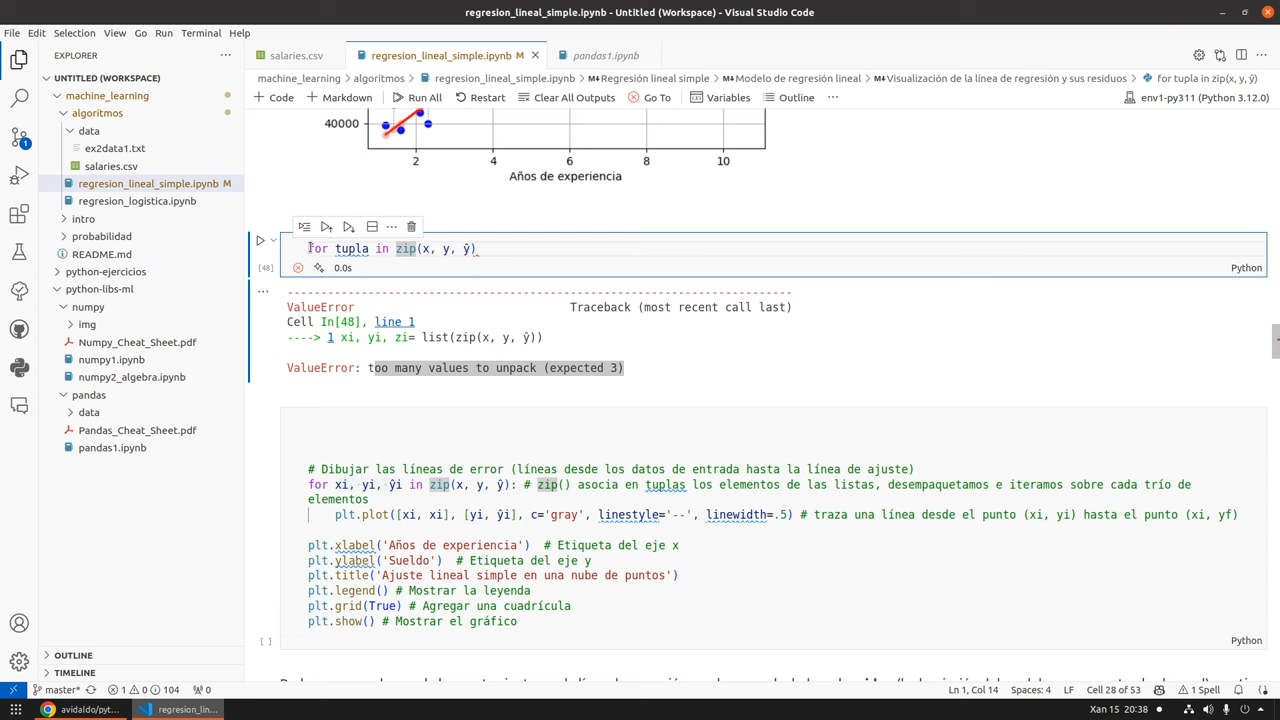 regresion_lineal_simple.ipynb - Untitled (Workspace) - Visual Studio Code
File Edit Selection View Go Run Terminal Help
EXPLORER
UNTITLED (WORKSPACE)
machine_learning
algoritmos
data
ex2data1.txt
salaries.csv
regresion_lineal_simple.ipynb M
regresion_logistica.ipynb
intro
probabilidad
README.md
python-ejercicios
python-libs-ml
numpy
img
Numpy_Cheat_Sheet.pdf
numpy1.ipynb
numpy2_algebra.ipynb
pandas
data
Pandas_Cheat_Sheet.pdf
pandas1.ipynb
OUTLINE
TIMELINE
salaries.csv
regresion_lineal_simple.ipynb M
pandas1.ipynb
machine_learning > algoritmos > regresion_lineal_simple.ipynb > M↓Regresión lineal simple > M↓Modelo de regresión lineal > M↓Visualización de la línea de regresión y sus residuos > for tupla in zip(x, y, ŷ)
+ Code + Markdown Run All Restart Clear All Outputs Go To Variables Outline ... env1-py311 (Python 3.12.0)
40000
2 4 6 8 10
Años de experiencia
for tupla in zip(x, y, ŷ)
[48] 0.0s Python
---------------------------------------------------------------------------
ValueError Traceback (most recent call last)
Cell In[48], line 1
----> 1 xi, yi, zi= list(zip(x, y, ŷ))
ValueError: too many values to unpack (expected 3)
# Dibujar las líneas de error (líneas desde los datos de entrada hasta la línea de ajuste)
for xi, yi, ŷi in zip(x, y, ŷ): # zip() asocia en tuplas los elementos de las listas, desempaquetamos e iteramos sobre cada trío de
elementos
plt.plot([xi, xi], [yi, ŷi], c='gray', linestyle='--', linewidth=.5) # traza una línea desde el punto (xi, yi) hasta el punto (xi, yf)
plt.xlabel('Años de experiencia') # Etiqueta del eje x
plt.ylabel('Sueldo') # Etiqueta del eje y
plt.title('Ajuste lineal simple en una nube de puntos')
plt.legend() # Mostrar la leyenda
plt.grid(True) # Agregar una cuadrícula
plt.show() # Mostrar el gráfico
[ ] Python
1
master* 1 0 104 0 Ln 1, Col 14 Spaces: 4 LF Cell 28 of 53 1 Spell
avidaldo/pyt... regresion_lin... Xan 15 20:38